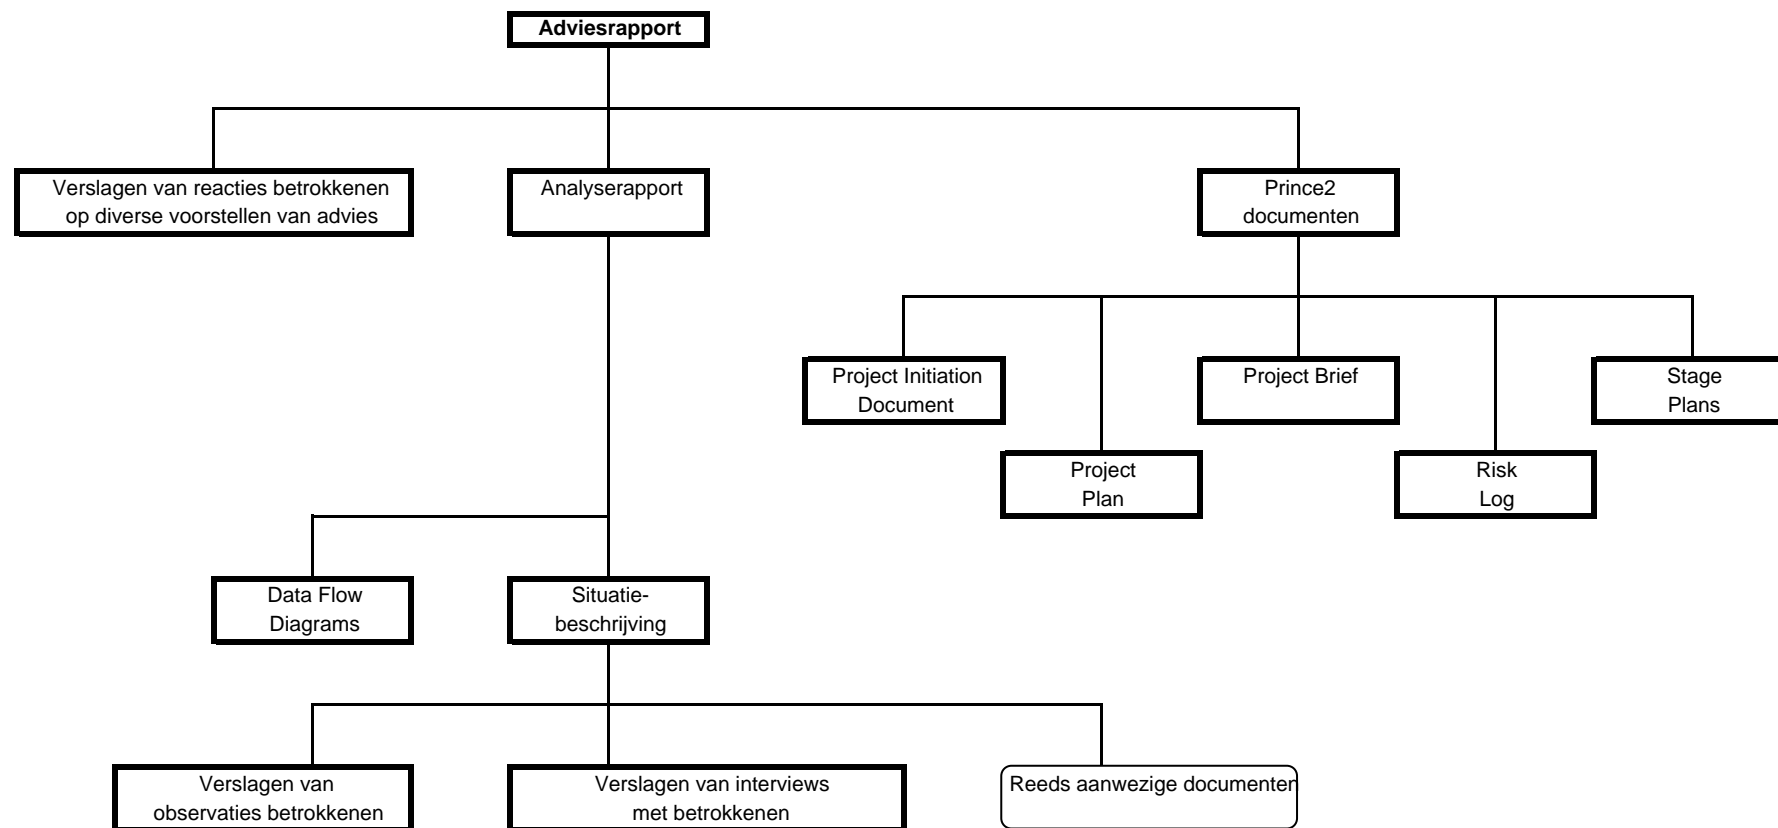 Adviesrapport
Verslagen van reacties betrokkenen
op diverse voorstellen van advies
Analyserapport
Prince2
documenten
Project Initiation
Document
Project Brief
Stage
Plans
Project
Plan
Risk
Log
Data Flow
Diagrams
Situatie-
beschrijving
Verslagen van
observaties betrokkenen
Verslagen van interviews
met betrokkenen
Reeds aanwezige documenten